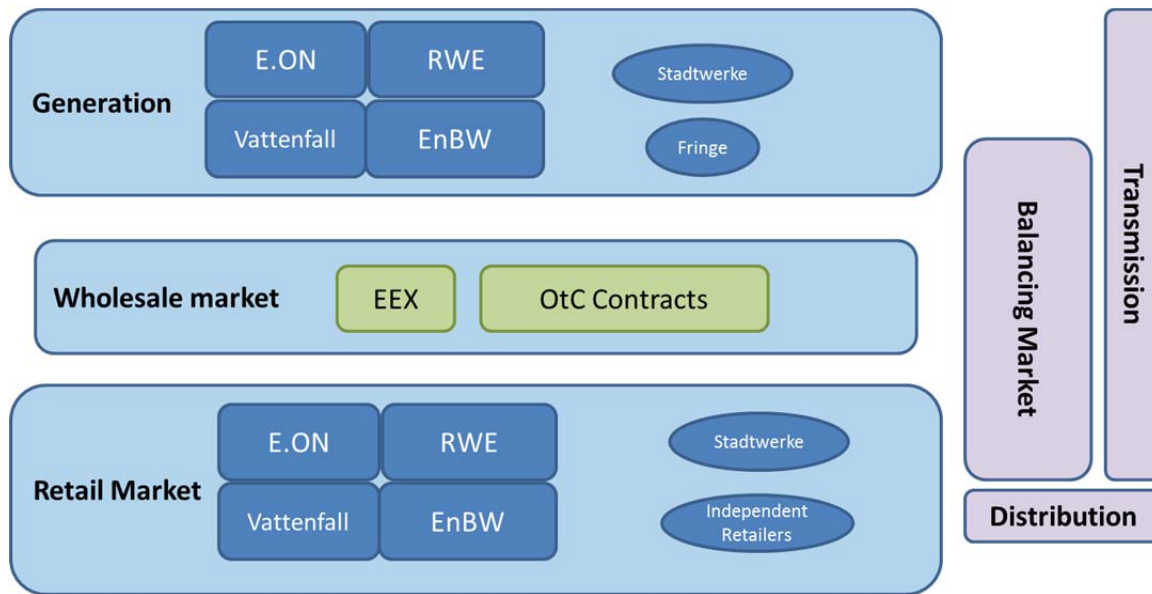 E.ON
RWE
Stadtwerke
Generation
Vattenfall
EnBW
Fringe
Wholesale market
EEX
OtC Contracts
E.ON
RWE
Stadtwerke
Retail Market
Vattenfall
EnBW
Independent
Retailers
Balancing Market
Transmission
Distribution